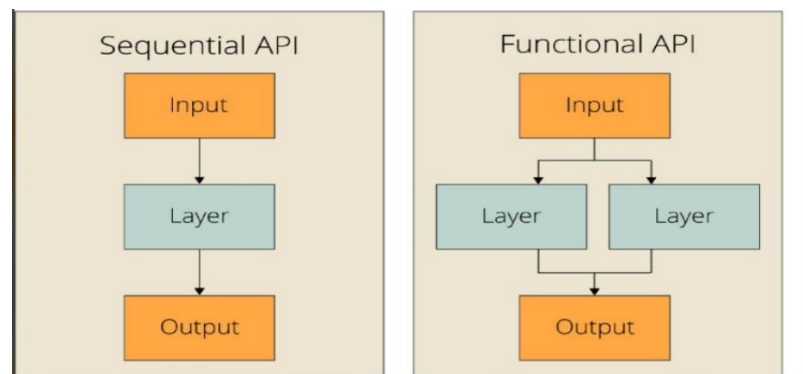 Sequential API
Input
Layer
Output
Functional API
Input
Layer Layer
Output